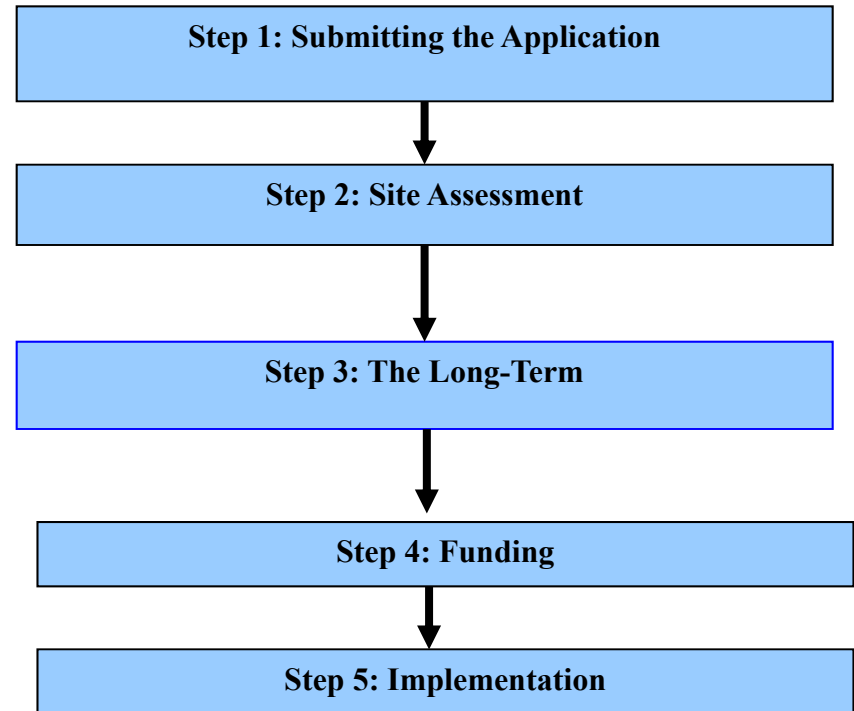 Step 1: Submitting the Application
Step 2: Site Assessment
Step 3: The Long-Term
Step 4: Funding
Step 5: Implementation